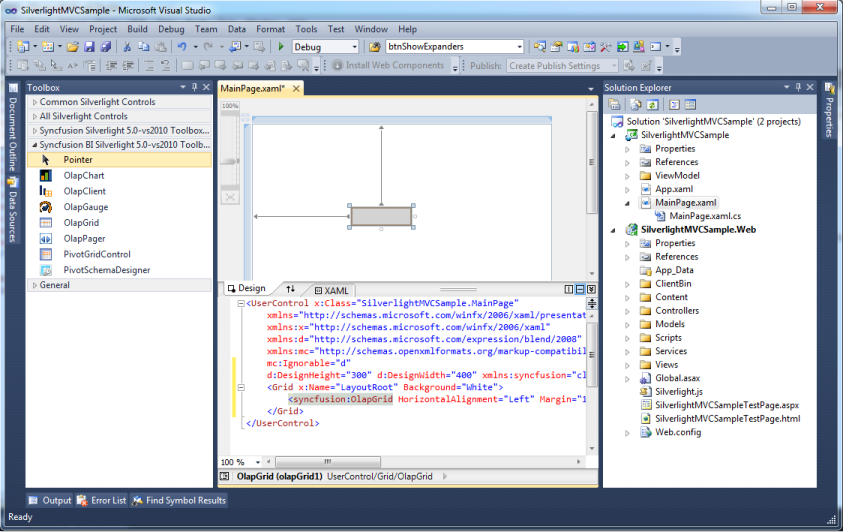 SilverlightMVCSample - Microsoft Visual Studio
File Edit View Project Build Debug Team Data Format Tools Test Window Help
Debug btnShowExpanders
Install Web Components Publish: Create Publish Settings
Document Outline
Data Sources
Toolbox
Common Silverlight Controls
All Silverlight Controls
Syncfusion Silverlight 5.0-vs2010 Toolbox...
Syncfusion BI Silverlight 5.0-vs2010 Toolb...
Pointer
OlapChart
OlapClient
OlapGauge
OlapGrid
OlapPager
PivotGridControl
PivotSchemaDesigner
General
MainPage.xaml*
100%
Design XAML
<UserControl x:Class="SilverlightMVCSample.MainPage"
xmlns="http://schemas.microsoft.com/winfx/2006/xaml/presentat
xmlns:x="http://schemas.microsoft.com/winfx/2006/xaml"
xmlns:d="http://schemas.microsoft.com/expression/blend/2008"
xmlns:mc="http://schemas.openxmlformats.org/markup-compatibil
mc:Ignorable="d"
d:DesignHeight="300" d:DesignWidth="400" xmlns:syncfusion="cl
<Grid x:Name="LayoutRoot" Background="White">
<syncfusion:OlapGrid HorizontalAlignment="Left" Margin="1
</Grid>
</UserControl>
100 %
OlapGrid (olapGrid1) UserControl/Grid/OlapGrid
Solution Explorer
Solution 'SilverlightMVCSample' (2 projects)
SilverlightMVCSample
Properties
References
ViewModel
App.xaml
MainPage.xaml
MainPage.xaml.cs
SilverlightMVCSample.Web
Properties
References
App_Data
ClientBin
Content
Controllers
Models
Scripts
Services
Views
Global.asax
Silverlight.js
SilverlightMVCSampleTestPage.aspx
SilverlightMVCSampleTestPage.html
Web.config
Properties
Output Error List Find Symbol Results
Ready